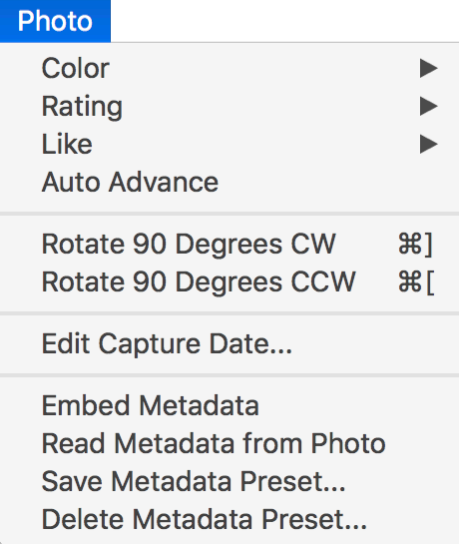 Photo
Color ▶
Rating ▶
Like ▶
Auto Advance
Rotate 90 Degrees CW ⌘]
Rotate 90 Degrees CCW ⌘[
Edit Capture Date...
Embed Metadata
Read Metadata from Photo
Save Metadata Preset...
Delete Metadata Preset...